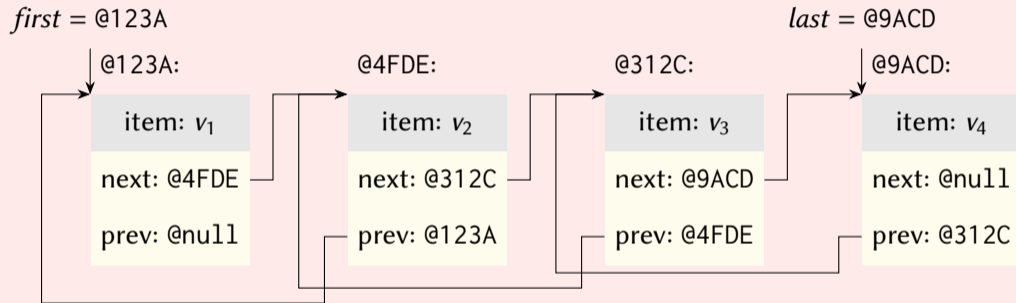 first = @123A
last = @9ACD
@123A:
@4FDE:
@312C:
@9ACD:
item: v₁
item: v₂
item: v₃
item: v₄
next: @4FDE
next: @312C
next: @9ACD
next: @null
prev: @null
prev: @123A
prev: @4FDE
prev: @312C